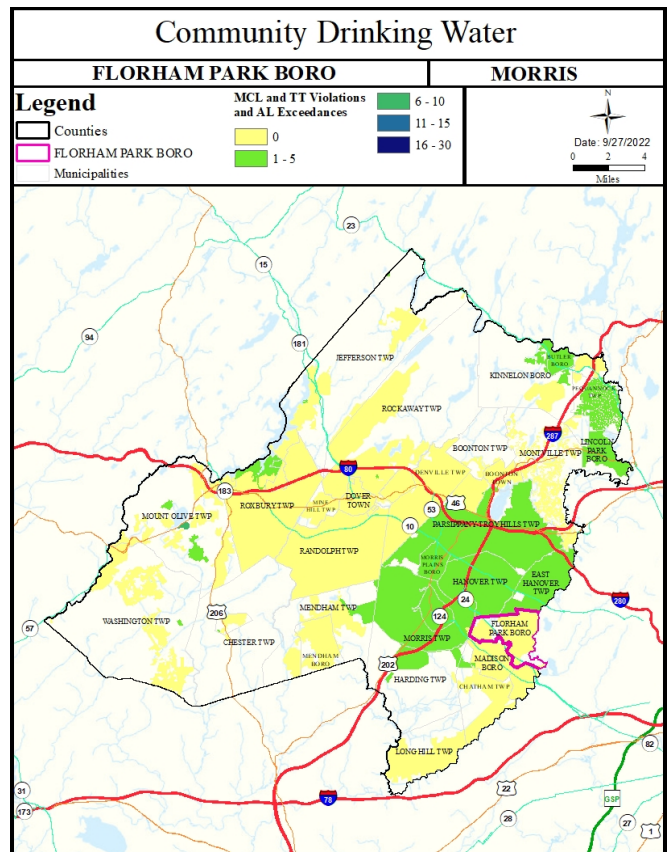 Community Drinking Water
FLORHAM PARK BORO
MORRIS
Legend
Counties
FLORHAM PARK BORO
Municipalities
MCL and TT Violations
and AL Exceedances
0
1 - 5
6 - 10
11 - 15
16 - 30
N
Date: 9/27/2022
0 2 4
Miles
23
15
94
181
JEFFERSON TWP
BUTLER
BORO
KINNELON BORO
PEQUANNOCK
TWP
ROCKAWAY TWP
287
LINCOLN
PARK
BORO
BOONTON TWP
MONTVILLE TWP
80
DENVILLE TWP
BOONTON
TOWN
183
ROXBURY TWP
MINE
HILL TWP
DOVER
TOWN
53
46
MOUNT OLIVE TWP
10
PARSIPPANY-TROY HILLS TWP
RANDOLPH TWP
MORRIS
PLAINS
BORO
HANOVER TWP
EAST
HANOVER
TWP
24
280
MENDHAM TWP
206
57
WASHINGTON TWP
124
FLORHAM
PARK BORO
CHESTER TWP
MORRIS TWP
MENDHAM
BORO
202
MADISON
BORO
HARDING TWP
CHATHAM TWP
82
LONG HILL TWP
31
22
78
173
GSP
28
27
1